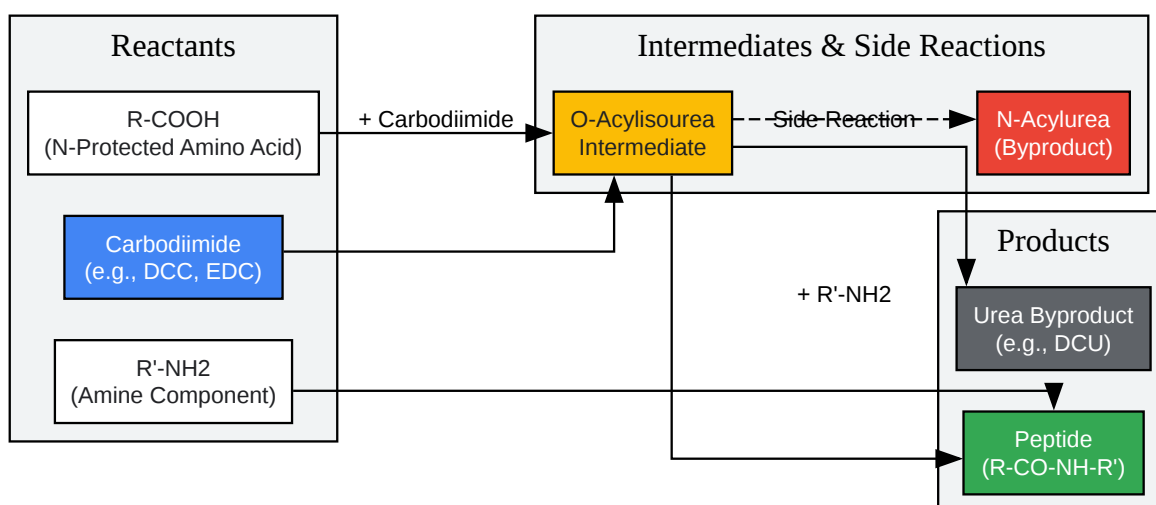 Reactants
Intermediates & Side Reactions
R-COOH
(N-Protected Amino Acid)
+ Carbodiimide
O-Acylisourea
Intermediate
Side Reaction
N-Acylurea
(Byproduct)
Carbodiimide
(e.g., DCC, EDC)
Products
+ R'-NH2
Urea Byproduct
(e.g., DCU)
R'-NH2
(Amine Component)
Peptide
(R-CO-NH-R')